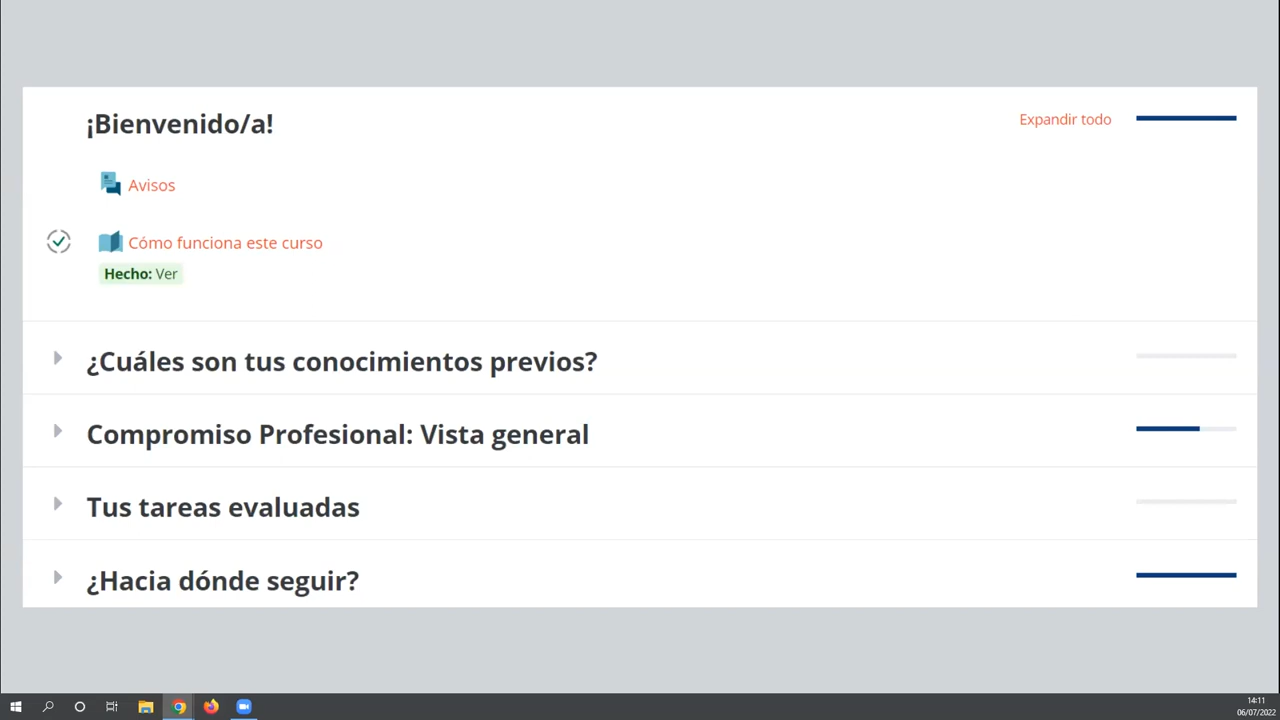 ¡Bienvenido/a!
Expandir todo
Avisos
Cómo funciona este curso
Hecho: Ver
¿Cuáles son tus conocimientos previos?
Compromiso Profesional: Vista general
Tus tareas evaluadas
¿Hacia dónde seguir?
14:11
06/07/2022